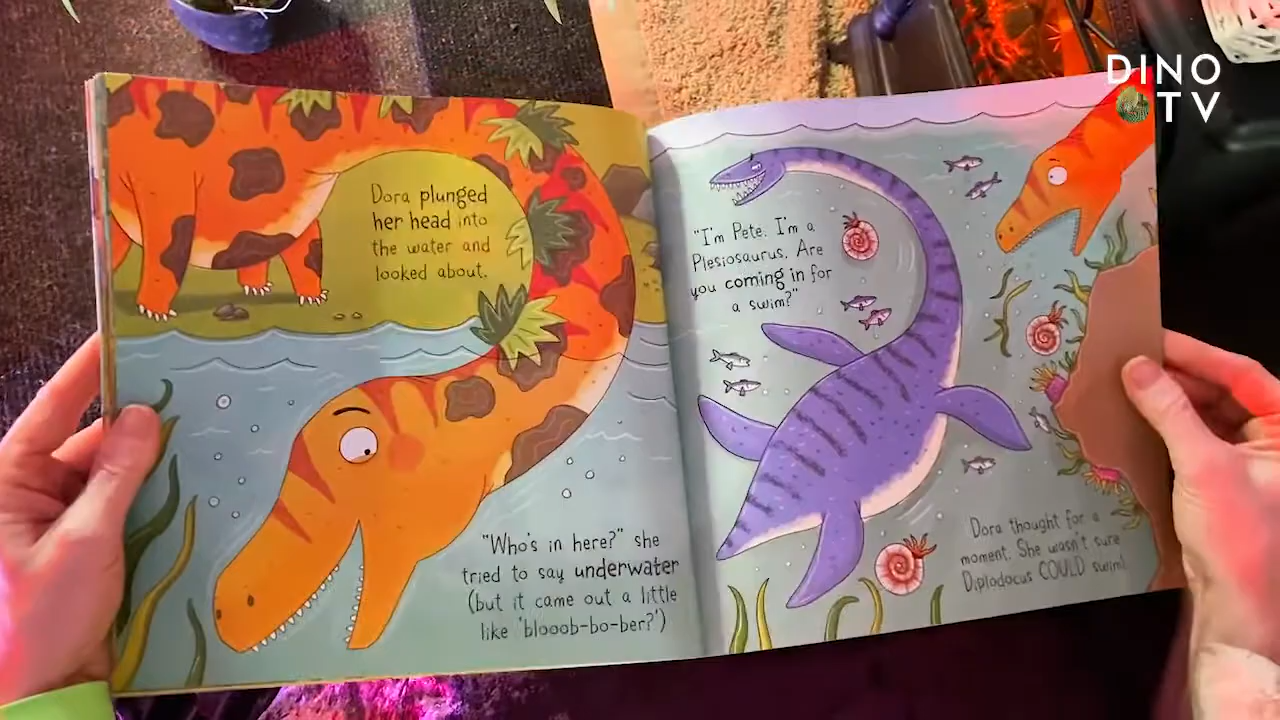 Dora plunged
her head into
the water and
looked about.
"Who's in here?" she
tried to say underwater
(but it came out a little
like 'blooob-bo-ber?')
"I'm Pete. I'm a
Plesiosaurus. Are
you coming in for
a swim?"
Dora thought for a
moment. She wasn't sure
Diplodocus COULD swim!
DINO
TV